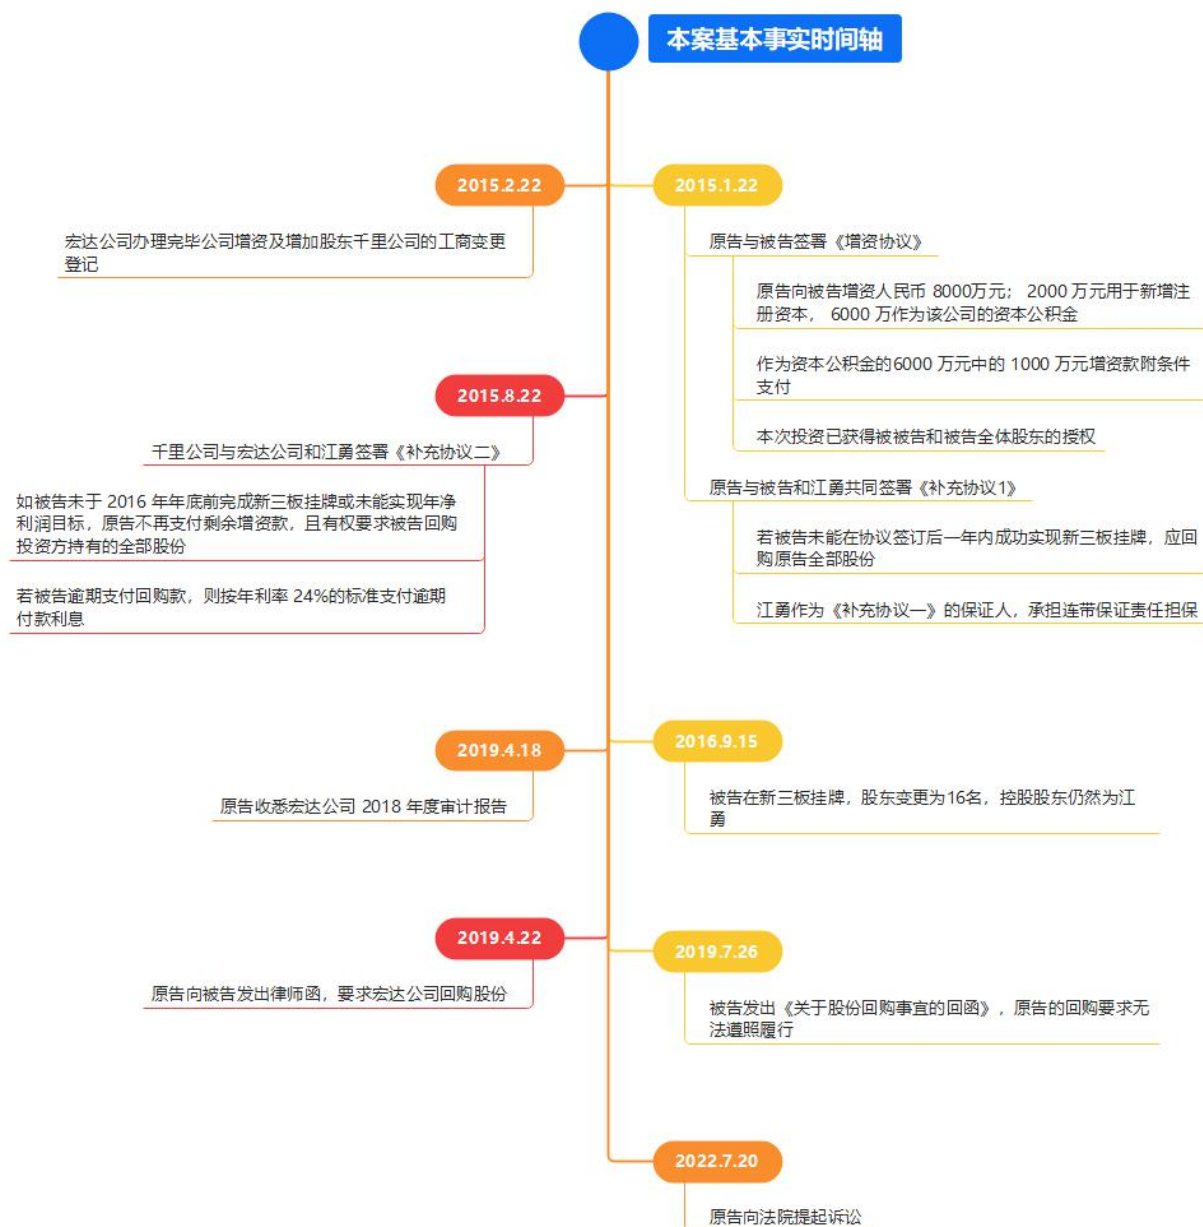 本案基本事实时间轴
2015.2.22
宏达公司办理完毕公司增资及增加股东千里公司的工商变更
登记
2015.1.22
原告与被告签署《增资协议》
原告向被告增资人民币 8000万元； 2000 万元用于新增注
册资本， 6000 万作为该公司的资本公积金
作为资本公积金的6000 万元中的 1000 万元增资款附条件
支付
本次投资已获得被被告和被告全体股东的授权
原告与被告和江勇共同签署《补充协议1》
若被告未能在协议签订后一年内成功实现新三板挂牌，应回
购原告全部股份
江勇作为《补充协议一》的保证人，承担连带保证责任担保
2015.8.22
千里公司与宏达公司和江勇签署《补充协议二》
如被告未于 2016 年年底前完成新三板挂牌或未能实现年净
利润目标，原告不再支付剩余增资款，且有权要求被告回购
投资方持有的全部股份
若被告逾期支付回购款，则按年利率 24%的标准支付逾期
付款利息
2016.9.15
被告在新三板挂牌，股东变更为16名，控股股东仍然为江
勇
2019.4.18
原告收悉宏达公司 2018 年度审计报告
2019.4.22
原告向被告发出律师函，要求宏达公司回购股份
2019.7.26
被告发出《关于股份回购事宜的回函》，原告的回购要求无
法遵照履行
2022.7.20
原告向法院提起诉讼